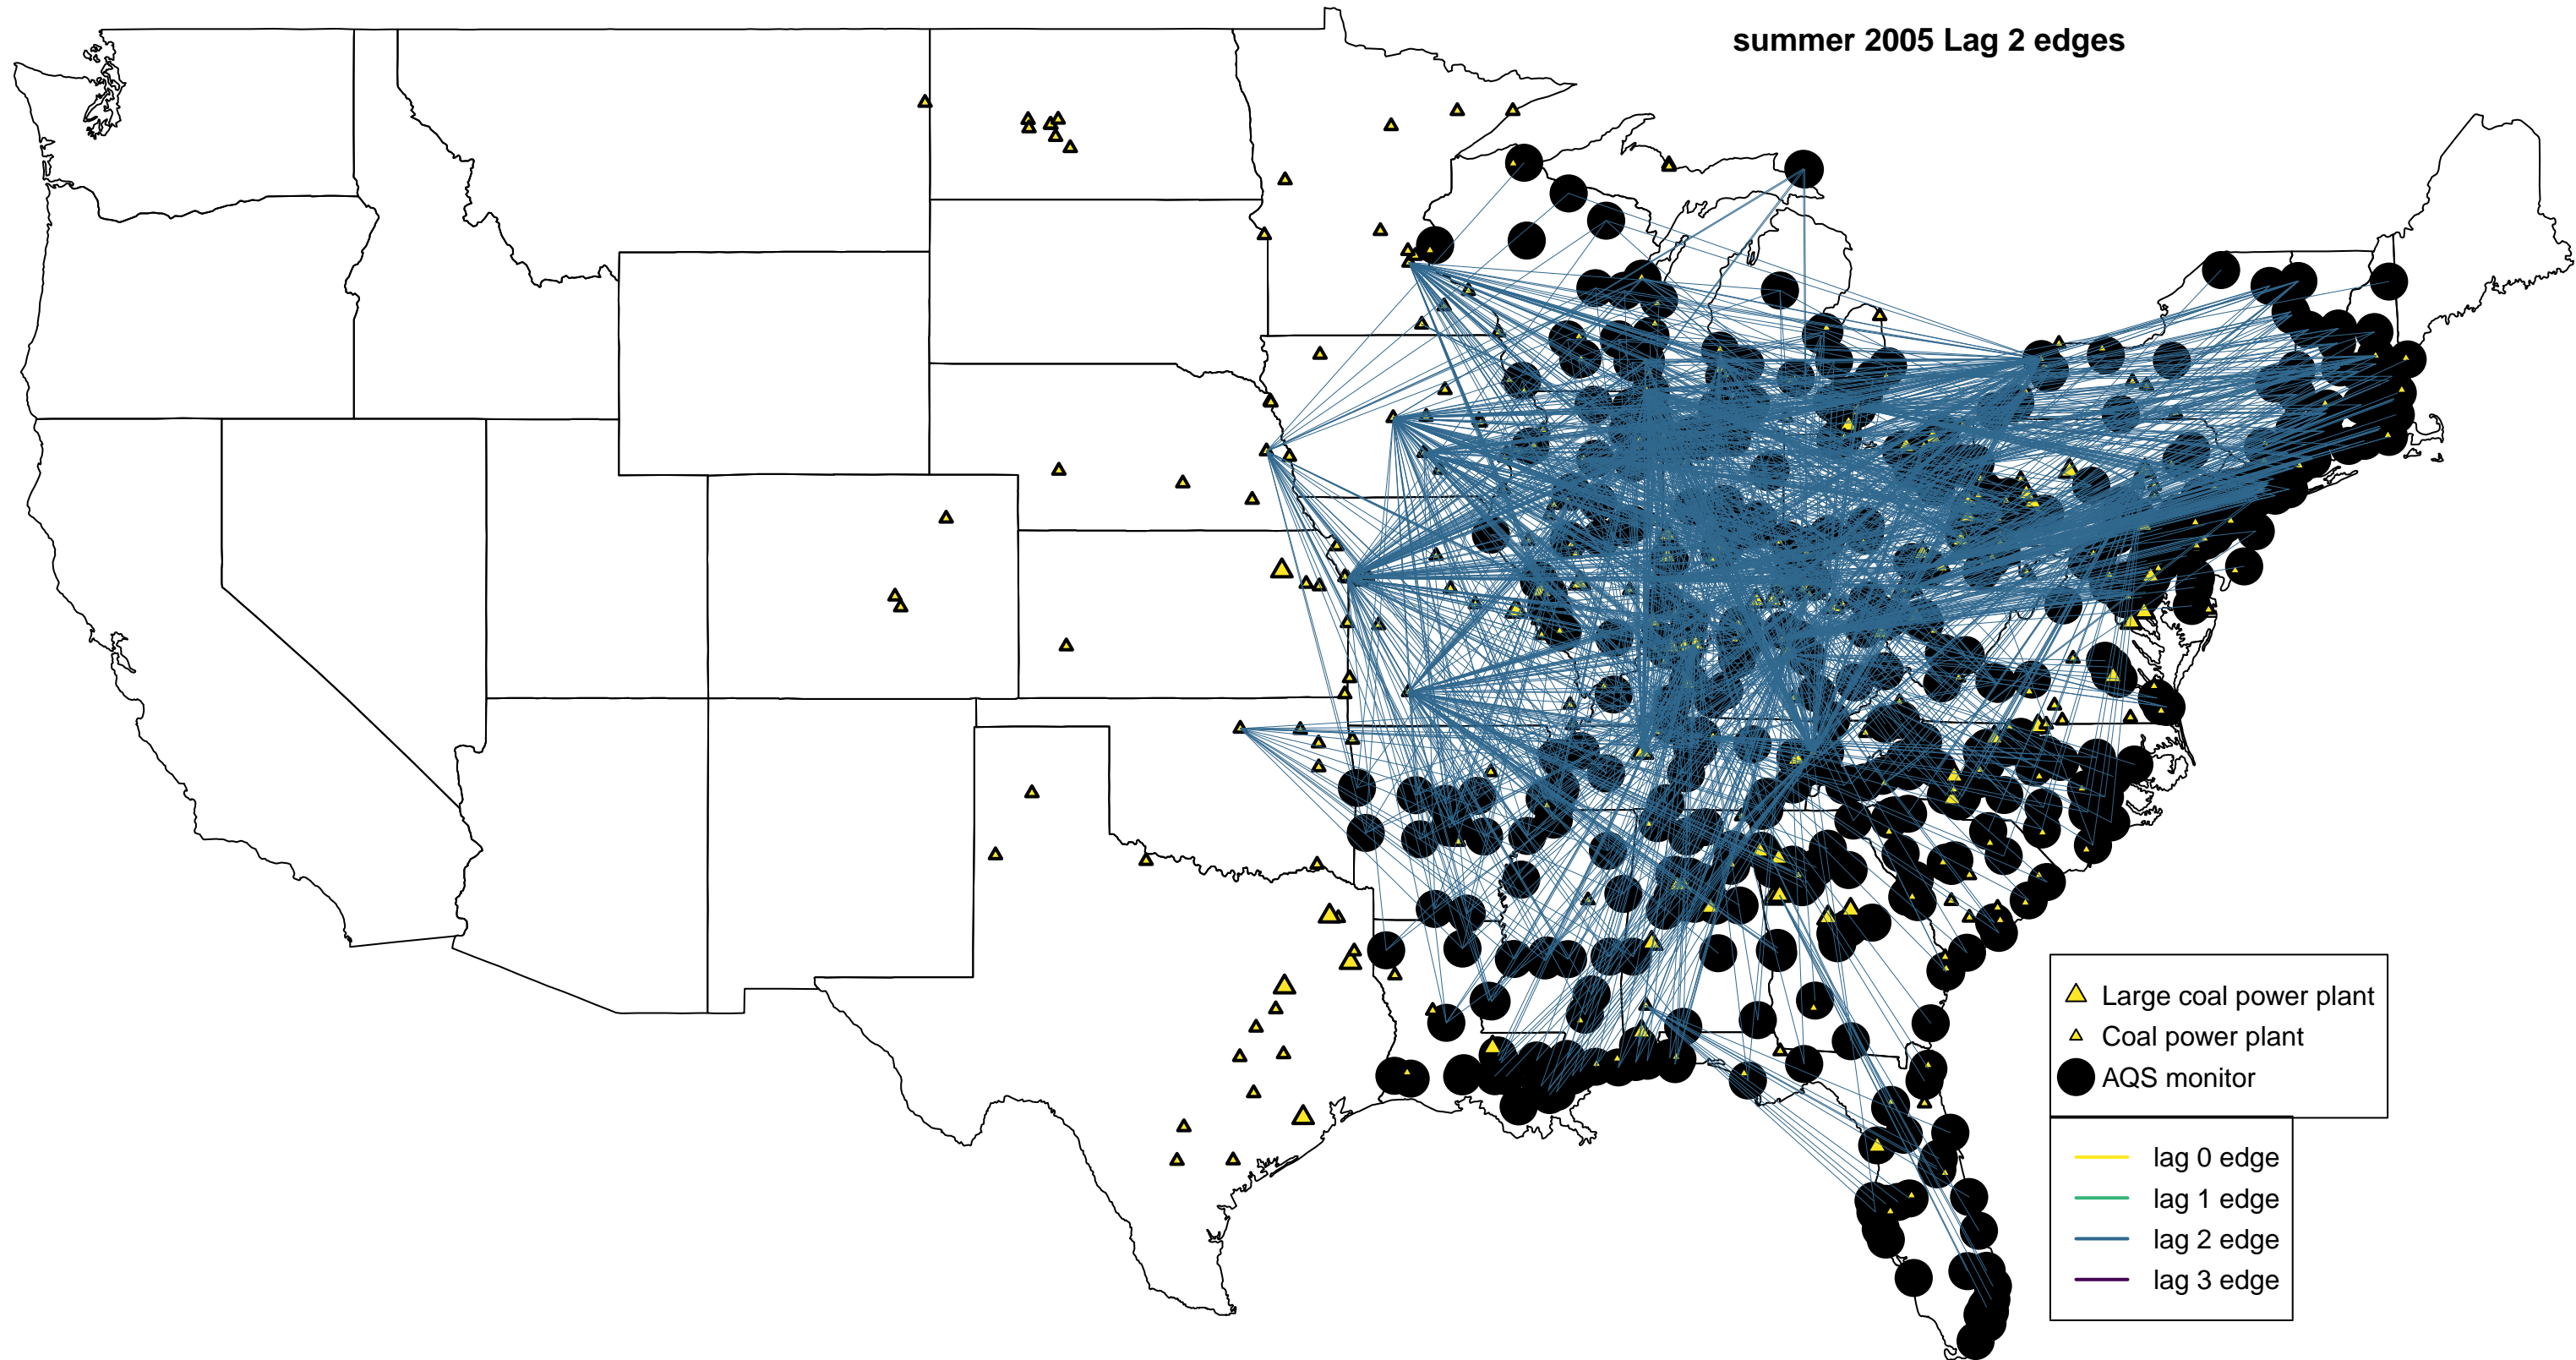 summer 2005 Lag 2 edges
Large coal power plant
Coal power plant
AQS monitor
lag 0 edge
lag 1 edge
lag 2 edge
lag 3 edge